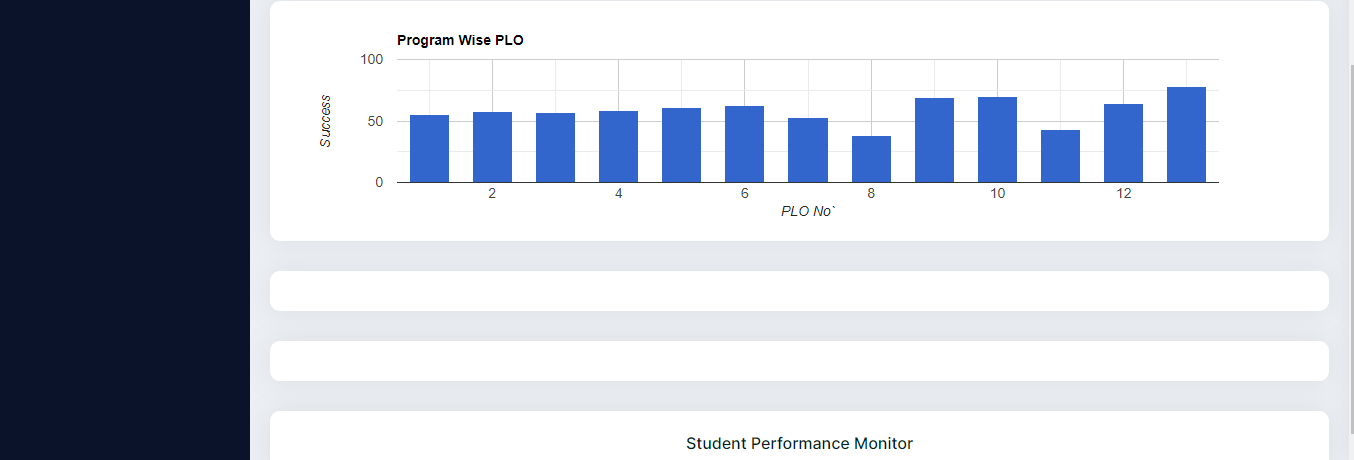 Program Wise PLO
100
50
0
Success
2 4 6 8 10 12
PLO No`
Student Performance Monitor